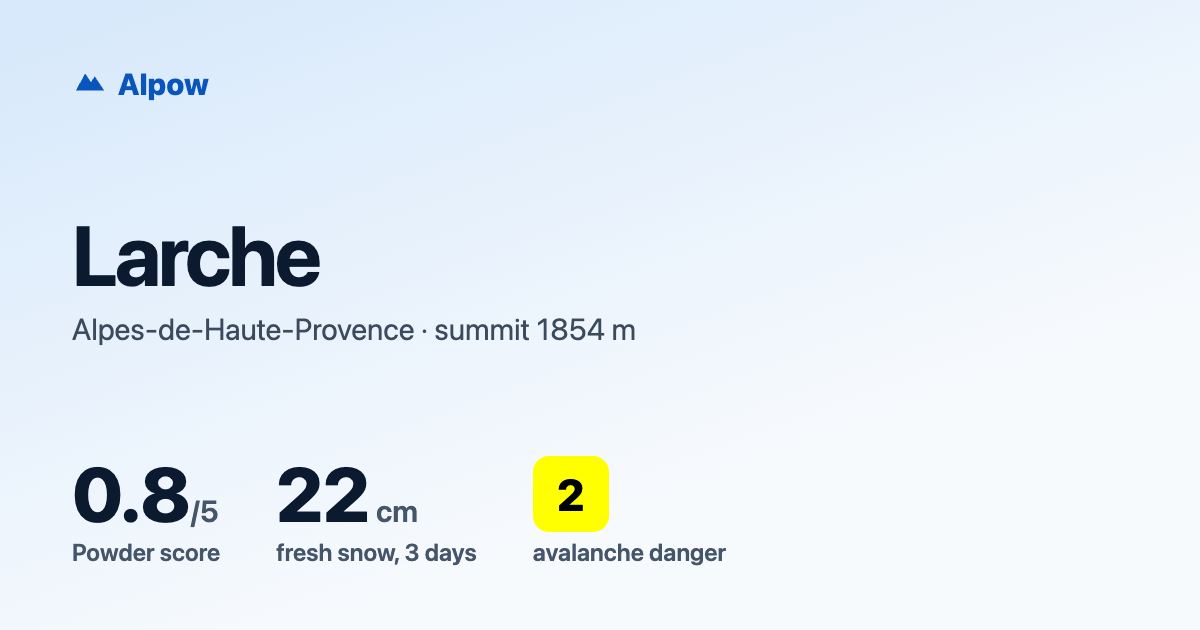 Alpow
Larche
Alpes-de-Haute-Provence · summit 1854 m
0.8/5 22 cm 2
Powder score fresh snow, 3 days avalanche danger